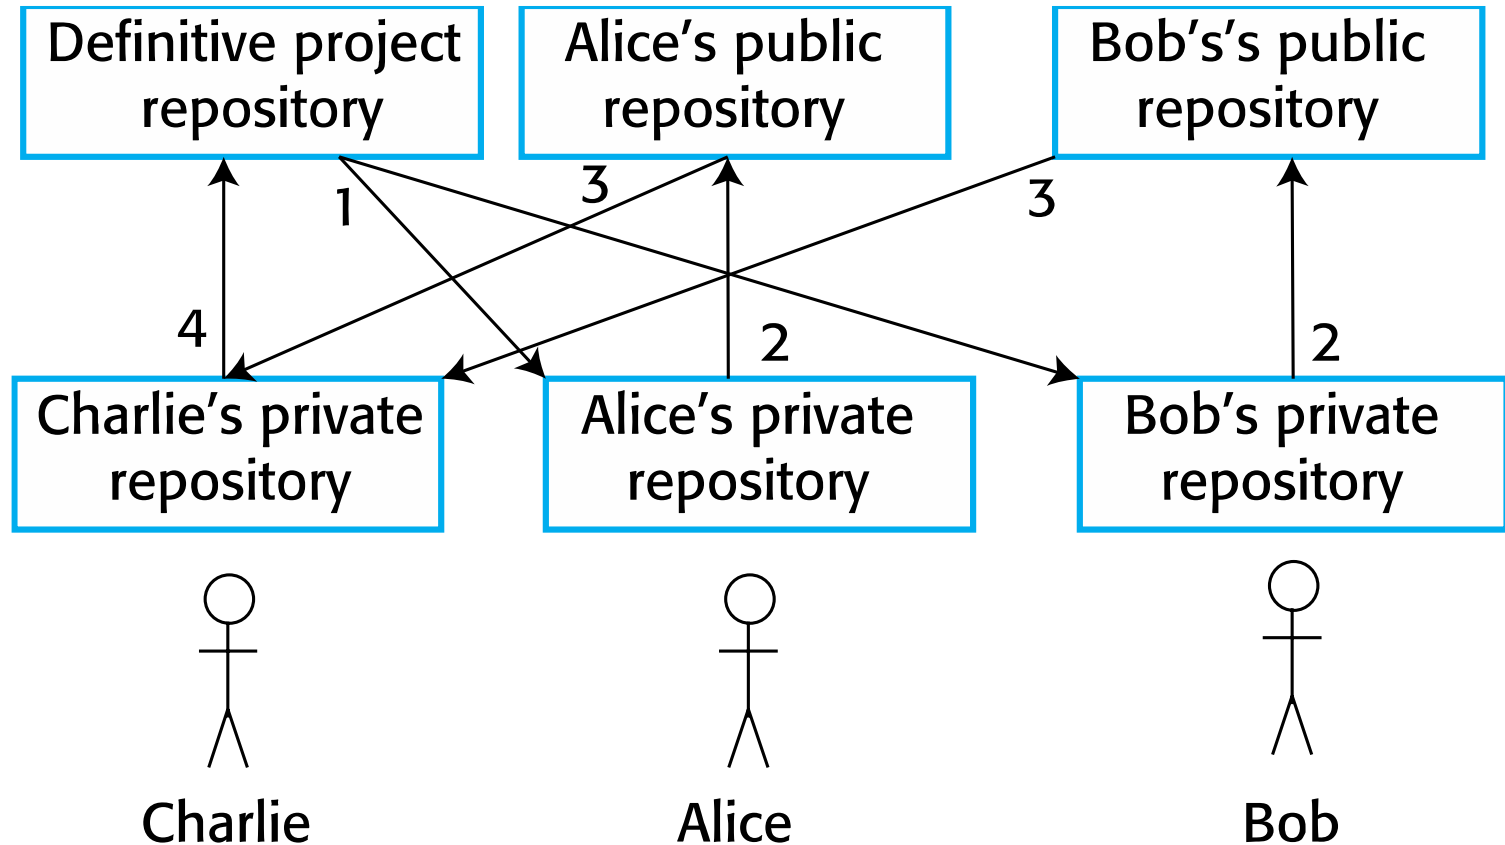 Definitive project
repository
Alice’s public
repository
Bob’s’s public
repository
1
3
3
4
2
2
Charlie’s private
repository
Alice’s private
repository
Bob’s private
repository
Charlie
Alice
Bob